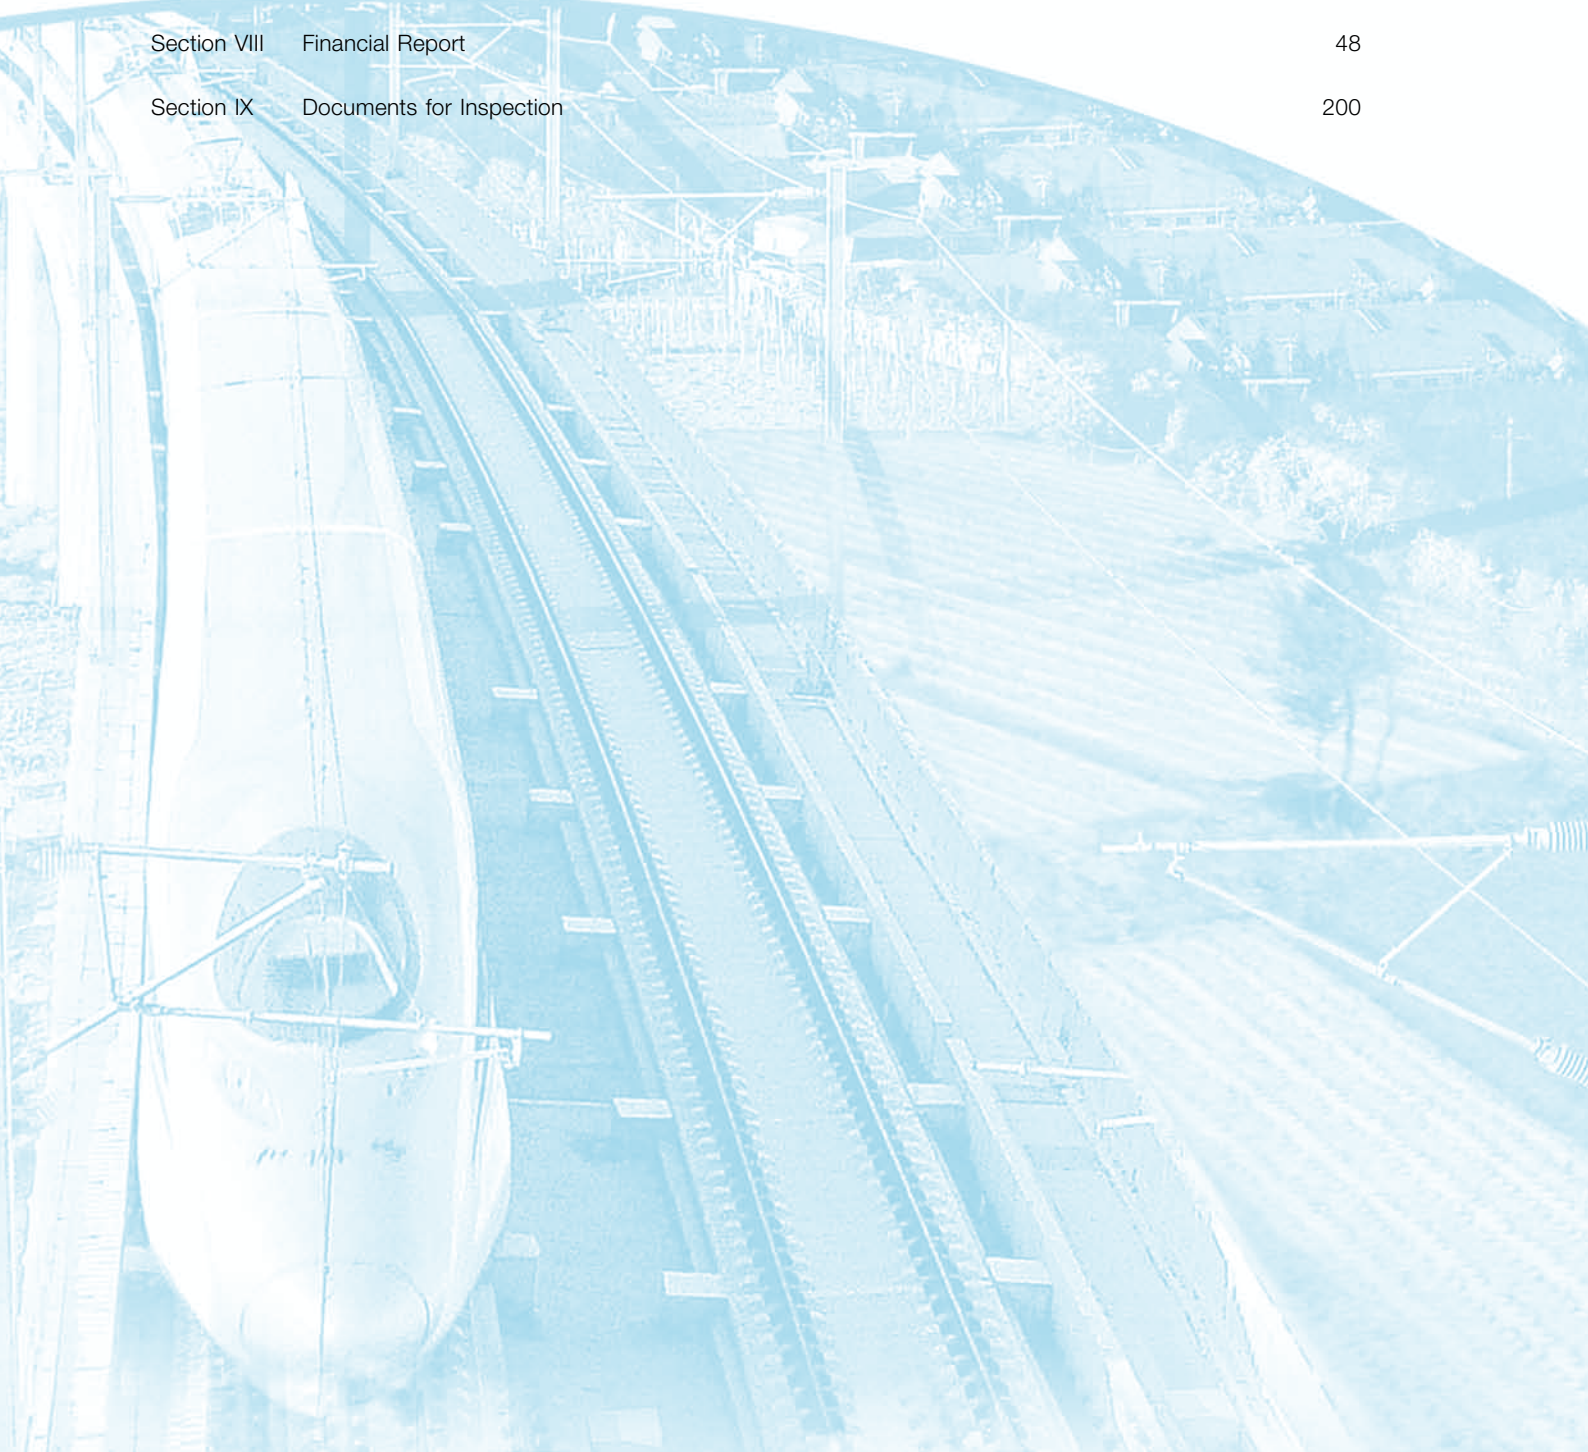 Section VIII Financial Report 48
Section IX Documents for Inspection 200